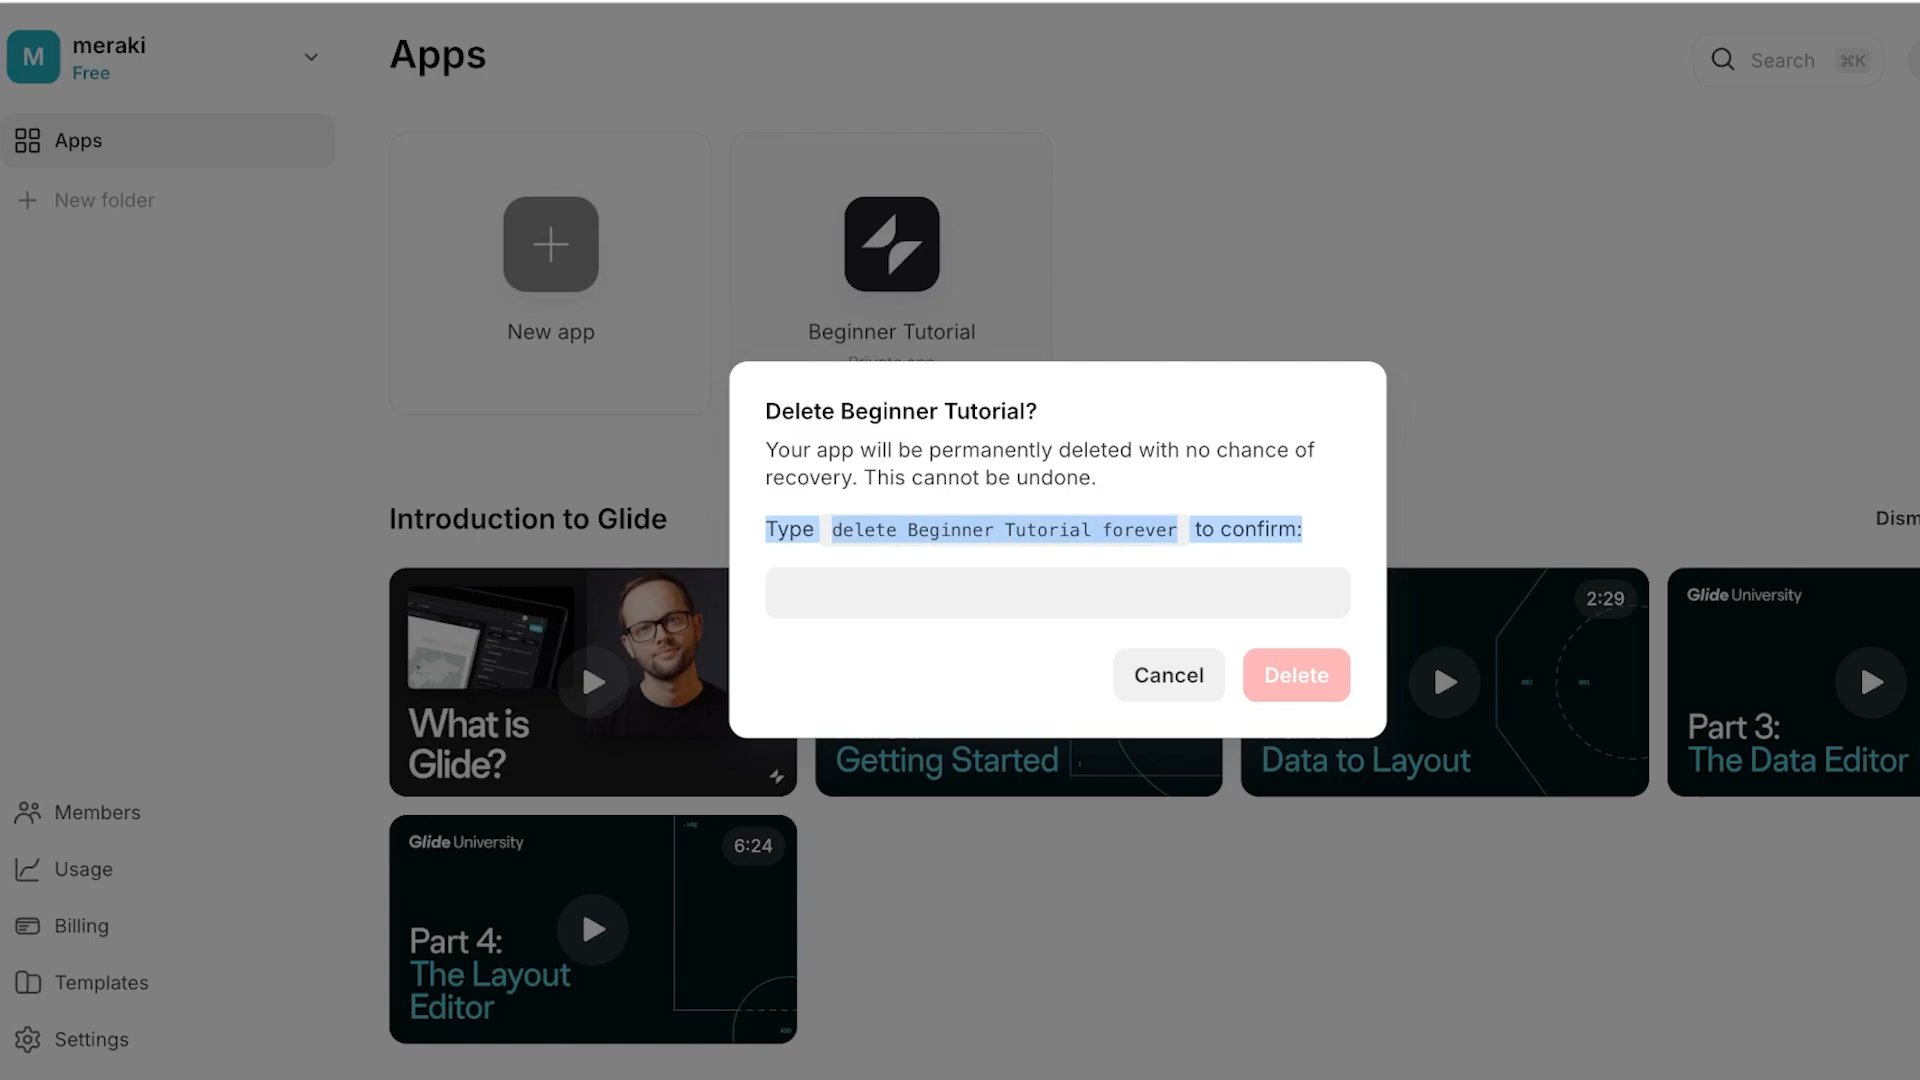 M
meraki
Free
Apps
New folder
Members
Usage
Billing
Templates
Settings
Apps
Search ⌘K
New app
Beginner Tutorial
Private app
Delete Beginner Tutorial?
Your app will be permanently deleted with no chance of
recovery. This cannot be undone.
Type delete Beginner Tutorial forever to confirm:
Cancel
Delete
Introduction to Glide
Dism
What is
Glide?
Getting Started
2:29
Data to Layout
Glide University
Part 3:
The Data Editor
Glide University
6:24
Part 4:
The Layout
Editor